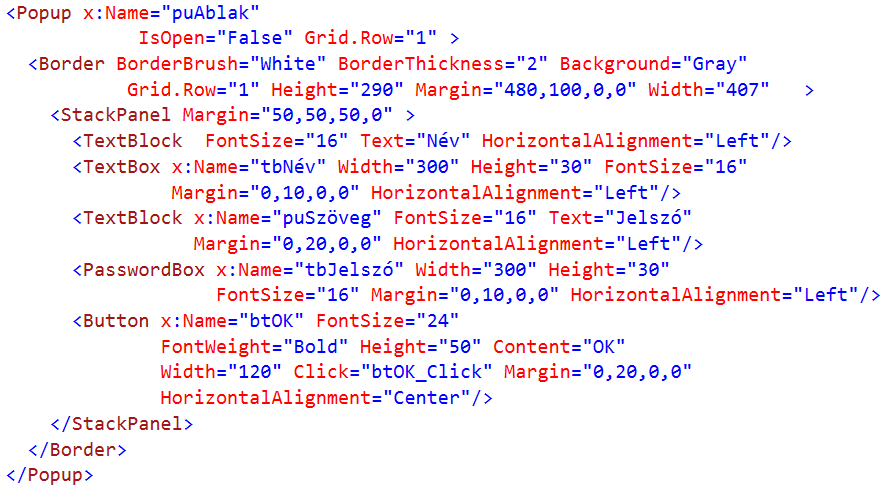 <Popup x:Name="puAblak"
IsOpen="False" Grid.Row="1" >
<Border BorderBrush="White" BorderThickness="2" Background="Gray"
Grid.Row="1" Height="290" Margin="480,100,0,0" Width="407" >
<StackPanel Margin="50,50,50,0" >
<TextBlock FontSize="16" Text="Név" HorizontalAlignment="Left"/>
<TextBox x:Name="tbNév" Width="300" Height="30" FontSize="16"
Margin="0,10,0,0" HorizontalAlignment="Left"/>
<TextBlock x:Name="puSzöveg" FontSize="16" Text="Jelszó"
Margin="0,20,0,0" HorizontalAlignment="Left"/>
<PasswordBox x:Name="tbJelszó" Width="300" Height="30"
FontSize="16" Margin="0,10,0,0" HorizontalAlignment="Left"/>
<Button x:Name="btOK" FontSize="24"
FontWeight="Bold" Height="50" Content="OK"
Width="120" Click="btOK_Click" Margin="0,20,0,0"
HorizontalAlignment="Center"/>
</StackPanel>
</Border>
</Popup>